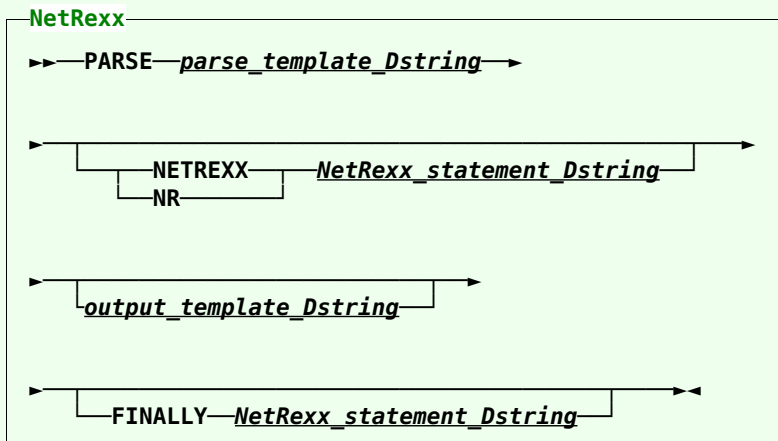 NetRexx
PARSE parse_template_Dstring
NETREXX NetRexx_statement_Dstring
NR
output_template_Dstring
FINALLY NetRexx_statement_Dstring